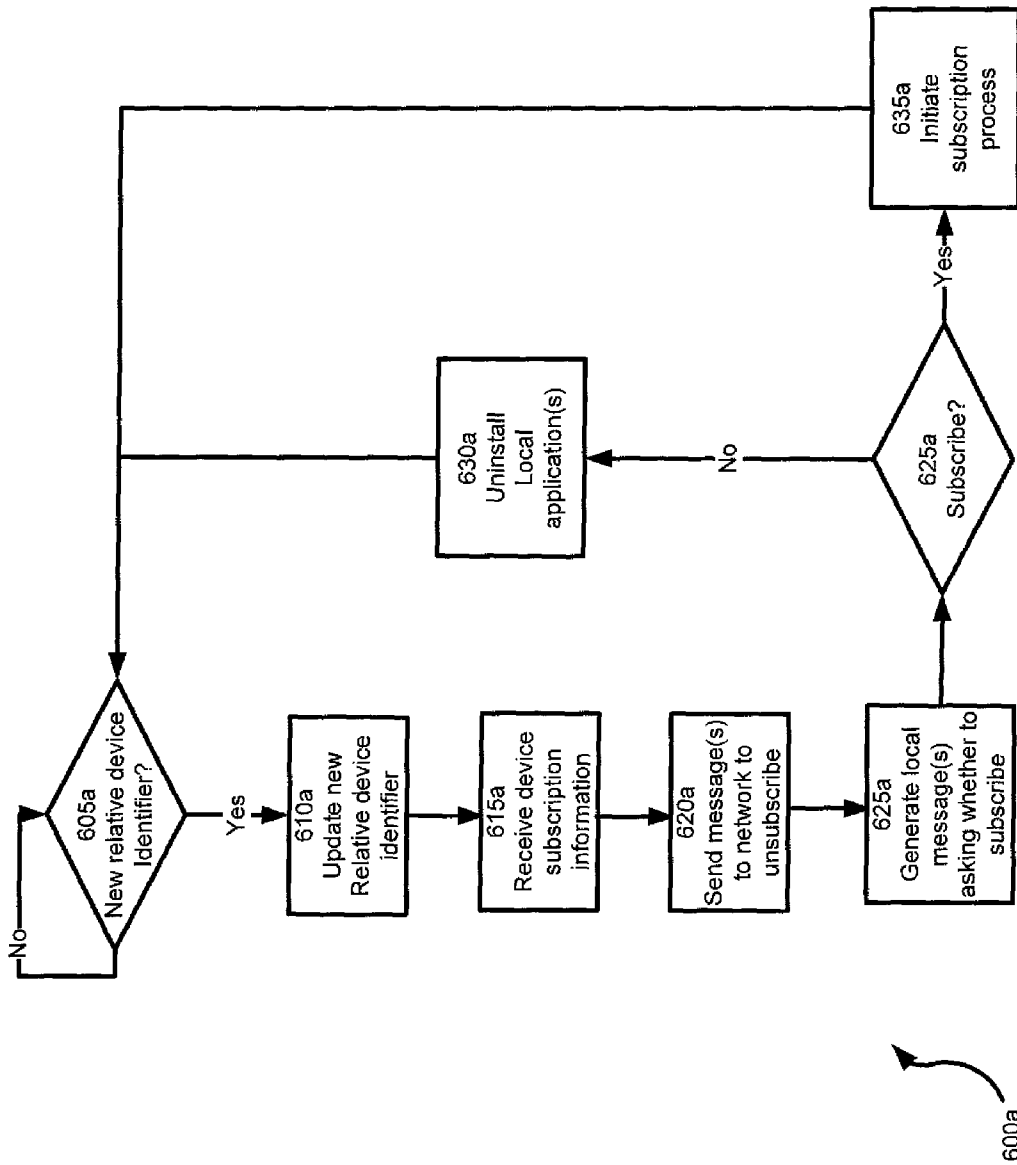 No
605a
New relative device
Identifier?
Yes
610a
Update new
Relative device
identifier
615a
Receive device
subscription
information
620a
Send message(s)
to network to
unsubscribe
625a
Generate local
message(s)
asking whether to
subscribe
625a
Subscribe?
No
630a
Uninstall
Local
application(s)
Yes
635a
Initiate
subscription
process
600a